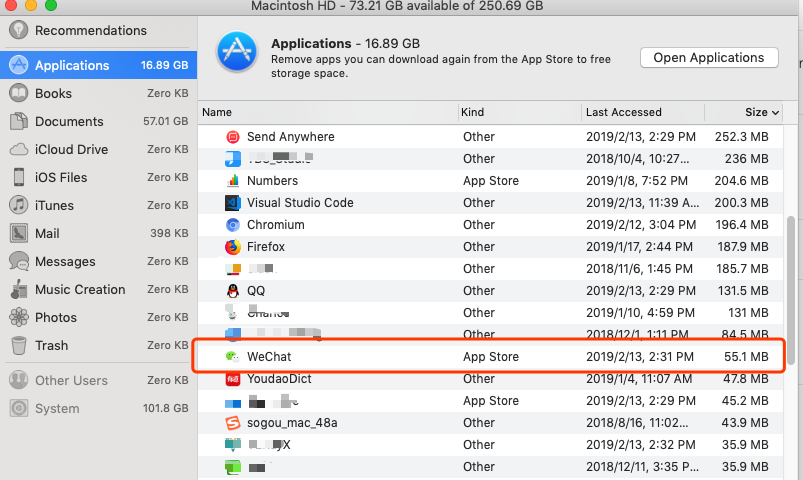 Macintosh HD - 73.21 GB available of 250.69 GB
Recommendations
Applications 16.89 GB
Books Zero KB
Documents 57.01 GB
iCloud Drive Zero KB
iOS Files Zero KB
iTunes Zero KB
Mail 398 KB
Messages Zero KB
Music Creation Zero KB
Photos Zero KB
Trash Zero KB
Other Users Zero KB
System 101.8 GB
Applications - 16.89 GB
Remove apps you can download again from the App Store to free
storage space.
Open Applications
Name Kind Last Accessed Size
Send Anywhere Other 2019/2/13, 2:29 PM 252.3 MB
Other 2018/10/4, 10:27... 236 MB
Numbers App Store 2019/1/8, 7:52 PM 204.6 MB
Visual Studio Code Other 2019/2/13, 11:39 A... 200.3 MB
Chromium Other 2019/2/12, 3:04 PM 196.4 MB
Firefox Other 2019/1/17, 2:44 PM 187.9 MB
Other 2018/11/6, 1:45 PM 185.7 MB
QQ Other 2019/2/13, 2:29 PM 131.5 MB
Other 2019/1/10, 4:59 PM 131 MB
Other 2018/12/1, 1:11 PM 84.5 MB
WeChat App Store 2019/2/13, 2:31 PM 55.1 MB
YoudaoDict Other 2019/1/4, 11:07 AM 47.8 MB
App Store 2019/2/13, 2:29 PM 45.2 MB
sogou_mac_48a Other 2018/8/16, 11:02... 43.9 MB
Other 2019/2/13, 2:32 PM 35.9 MB
Other 2018/12/11, 3:35 P... 35.9 MB